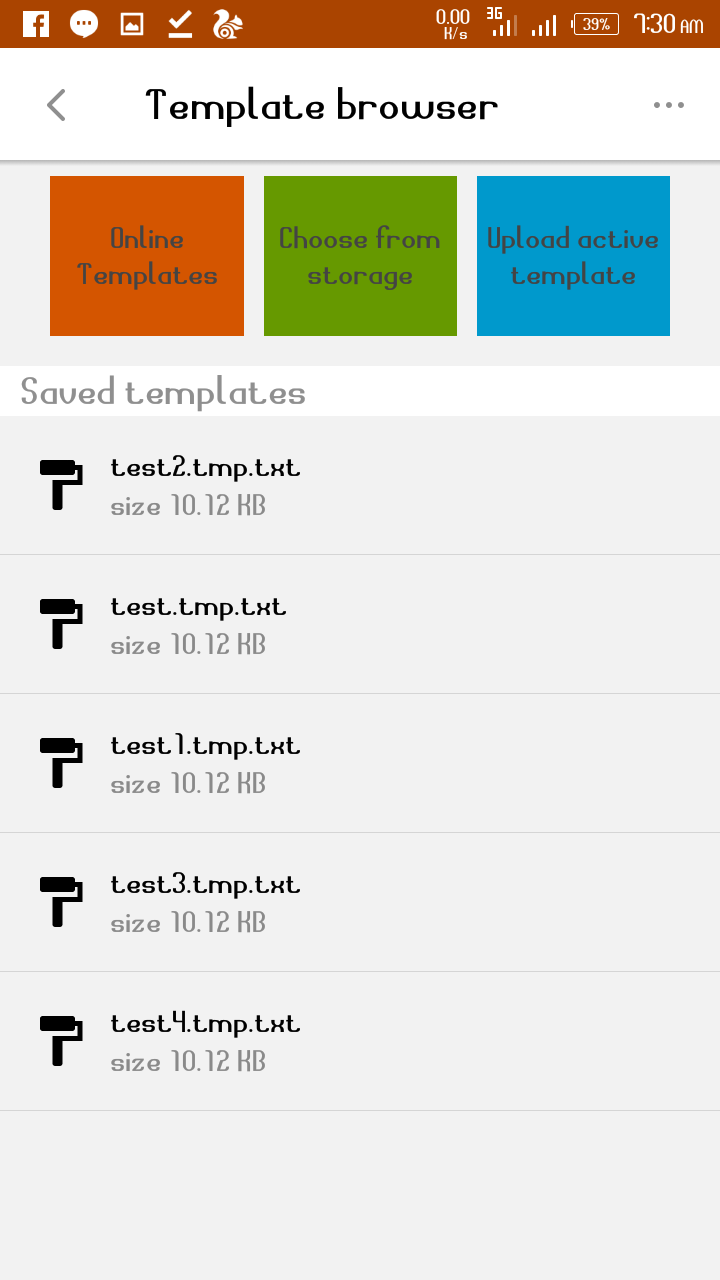 0.00 K/s 3G 39% 7:30 AM
Template browser
Online
Templates
Choose from
storage
Upload active
template
Saved templates
test2.tmp.txt
size 10.12 KB
test.tmp.txt
size 10.12 KB
test1.tmp.txt
size 10.12 KB
test3.tmp.txt
size 10.12 KB
test4.tmp.txt
size 10.12 KB